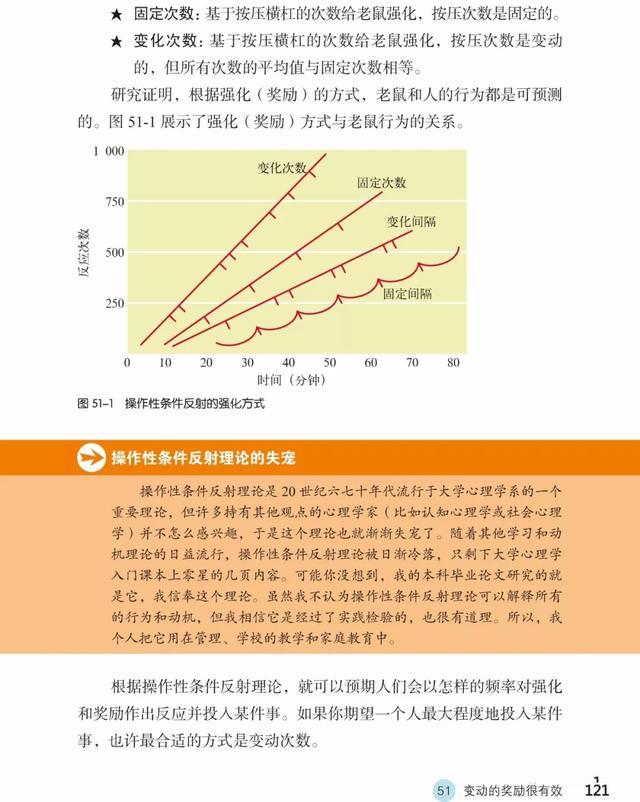 ★ 固定次数：基于按压横杠的次数给老鼠强化，按压次数是固定的。
★ 变化次数：基于按压横杠的次数给老鼠强化，按压次数是变动
的，但所有次数的平均值与固定次数相等。
研究证明，根据强化（奖励）的方式，老鼠和人的行为都是可预测
的。图 51-1 展示了强化（奖励）方式与老鼠行为的关系。
1 000
变化次数
固定次数
750
变化间隔
反应次数
500
固定间隔
250
0 10 20 30 40 50 60 70 80
时间（分钟）
图 51-1 操作性条件反射的强化方式
操作性条件反射理论的失宠
操作性条件反射理论是 20 世纪六七十年代流行于大学心理学系的一个
重要理论，但许多持有其他观点的心理学家（比如认知心理学或社会心理
学）并不怎么感兴趣，于是这个理论也就渐渐失宠了。随着其他学习和动
机理论的日益流行，操作性条件反射理论被日渐冷落，只剩下大学心理学
入门课本上零星的几页内容。可能你没想到，我的本科毕业论文研究的就
是它，我信奉这个理论。虽然我不认为操作性条件反射理论可以解释所有
的行为和动机，但我相信它是经过了实践检验的，也很有道理。所以，我
个人把它用在管理、学校的教学和家庭教育中。
根据操作性条件反射理论，就可以预期人们会以怎样的频率对强化
和奖励作出反应并投入某件事。如果你期望一个人最大程度地投入某件
事，也许最合适的方式是变动次数。
51 变动的奖励很有效 121